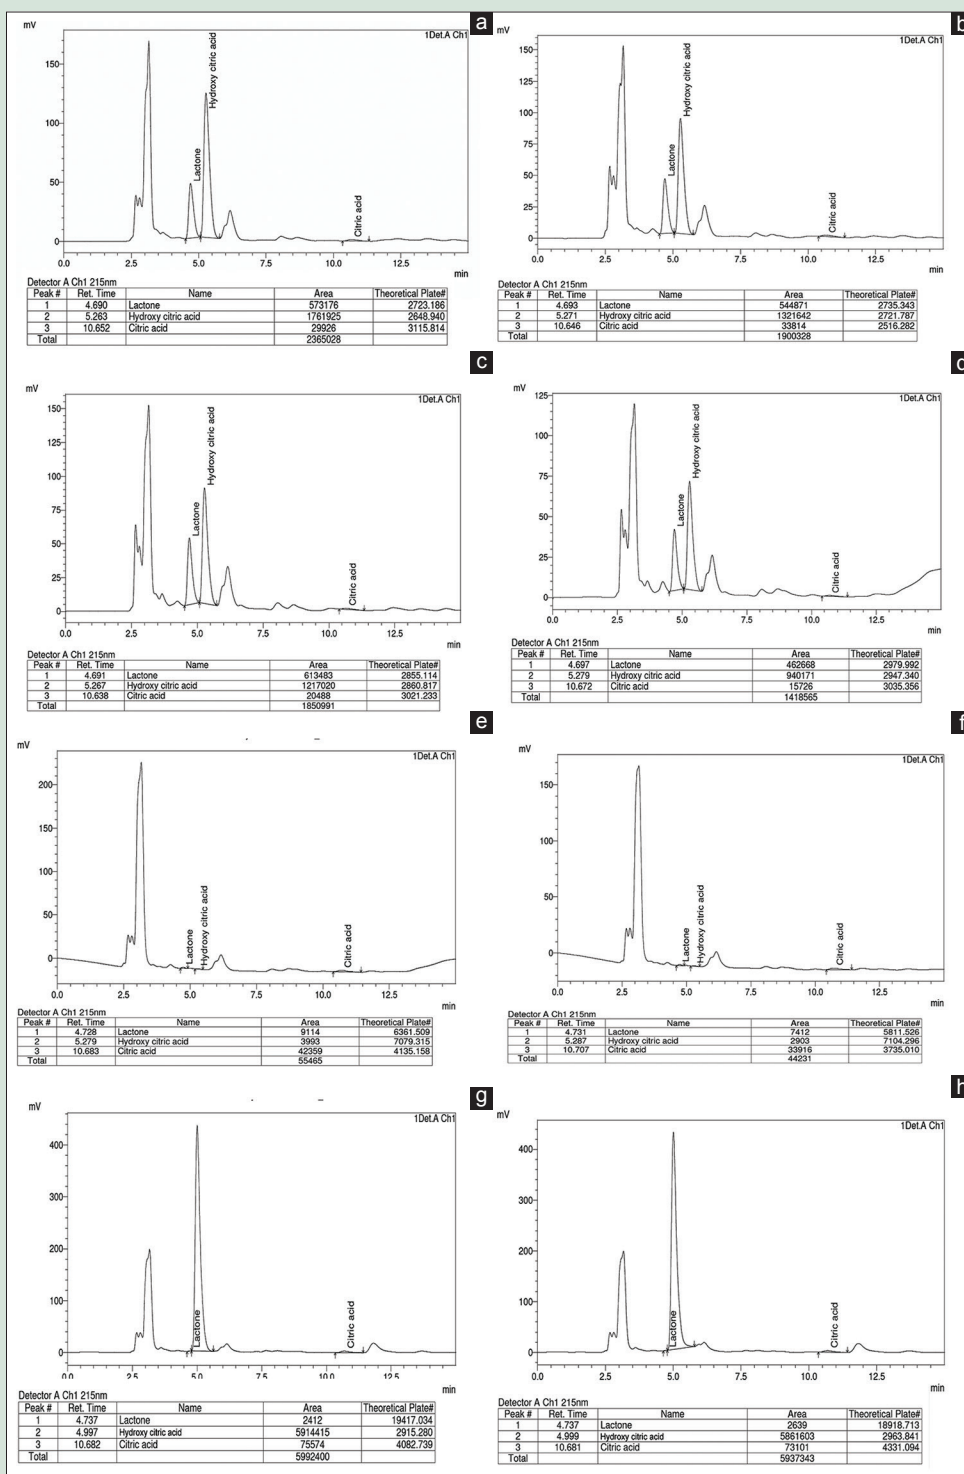 a
mV
1Det.A Ch1
150
100
50
0
Lactone
Hydroxy citric acid
Citric acid
0.0 2.5 5.0 7.5 10.0 12.5
min
Detector A Ch1 215nm
Peak # Ret. Time Name Area Theoretical Plate#
1 4.690 Lactone 573176 2723.186
2 5.263 Hydroxy citric acid 1761925 2648.940
3 10.652 Citric acid 29926 3115.814
Total 2365028
b
mV
1Det.A Ch1
150
125
100
75
50
25
0
Lactone
Hydroxy citric acid
Citric acid
0.0 2.5 5.0 7.5 10.0 12.5
min
Detector A Ch1 215nm
Peak # Ret. Time Name Area Theoretical Plate#
1 4.693 Lactone 544871 2735.343
2 5.271 Hydroxy citric acid 1321642 2721.787
3 10.646 Citric acid 33814 2516.282
Total 1900328
c
mV
1Det.A Ch1
150
125
100
75
50
25
0
Lactone
Hydroxy citric acid
Citric acid
0.0 2.5 5.0 7.5 10.0 12.5
min
Detector A Ch1 215nm
Peak # Ret. Time Name Area Theoretical Plate#
1 4.691 Lactone 613483 2855.114
2 5.267 Hydroxy citric acid 1217020 2860.817
3 10.638 Citric acid 20488 3021.233
Total 1850991
d
mV
1Det.A Ch1
125
100
75
50
25
0
Lactone
Hydroxy citric acid
Citric acid
0.0 2.5 5.0 7.5 10.0 12.5
min
Detector A Ch1 215nm
Peak # Ret. Time Name Area Theoretical Plate#
1 4.697 Lactone 462668 2979.992
2 5.279 Hydroxy citric acid 940171 2947.340
3 10.672 Citric acid 15726 3035.356
Total 1418565
e
mV
1Det.A Ch1
200
150
100
50
0
Lactone
Hydroxy citric acid
Citric acid
0.0 2.5 5.0 7.5 10.0 12.5
min
Detector A Ch1 215nm
Peak # Ret. Time Name Area Theoretical Plate#
1 4.728 Lactone 9114 6361.509
2 5.279 Hydroxy citric acid 3993 7079.315
3 10.683 Citric acid 42359 4135.158
Total 55465
f
mV
1Det.A Ch1
150
100
50
0
Lactone
Hydroxy citric acid
Citric acid
0.0 2.5 5.0 7.5 10.0 12.5
min
Detector A Ch1 215nm
Peak # Ret. Time Name Area Theoretical Plate#
1 4.731 Lactone 7412 5811.526
2 5.287 Hydroxy citric acid 2903 7104.296
3 10.707 Citric acid 33916 3735.010
Total 44231
g
mV
1Det.A Ch1
400
300
200
100
0
Lactone
Citric acid
0.0 2.5 5.0 7.5 10.0 12.5
min
Detector A Ch1 215nm
Peak # Ret. Time Name Area Theoretical Plate#
1 4.737 Lactone 2412 19417.034
2 4.997 Hydroxy citric acid 5914415 2915.280
3 10.682 Citric acid 75574 4082.739
Total 5992400
h
mV
1Det.A Ch1
400
300
200
100
0
Lactone
Citric acid
0.0 2.5 5.0 7.5 10.0 12.5
min
Detector A Ch1 215nm
Peak # Ret. Time Name Area Theoretical Plate#
1 4.737 Lactone 2639 18918.713
2 4.999 Hydroxy citric acid 5861603 2963.841
3 10.681 Citric acid 73101 4331.094
Total 5937343